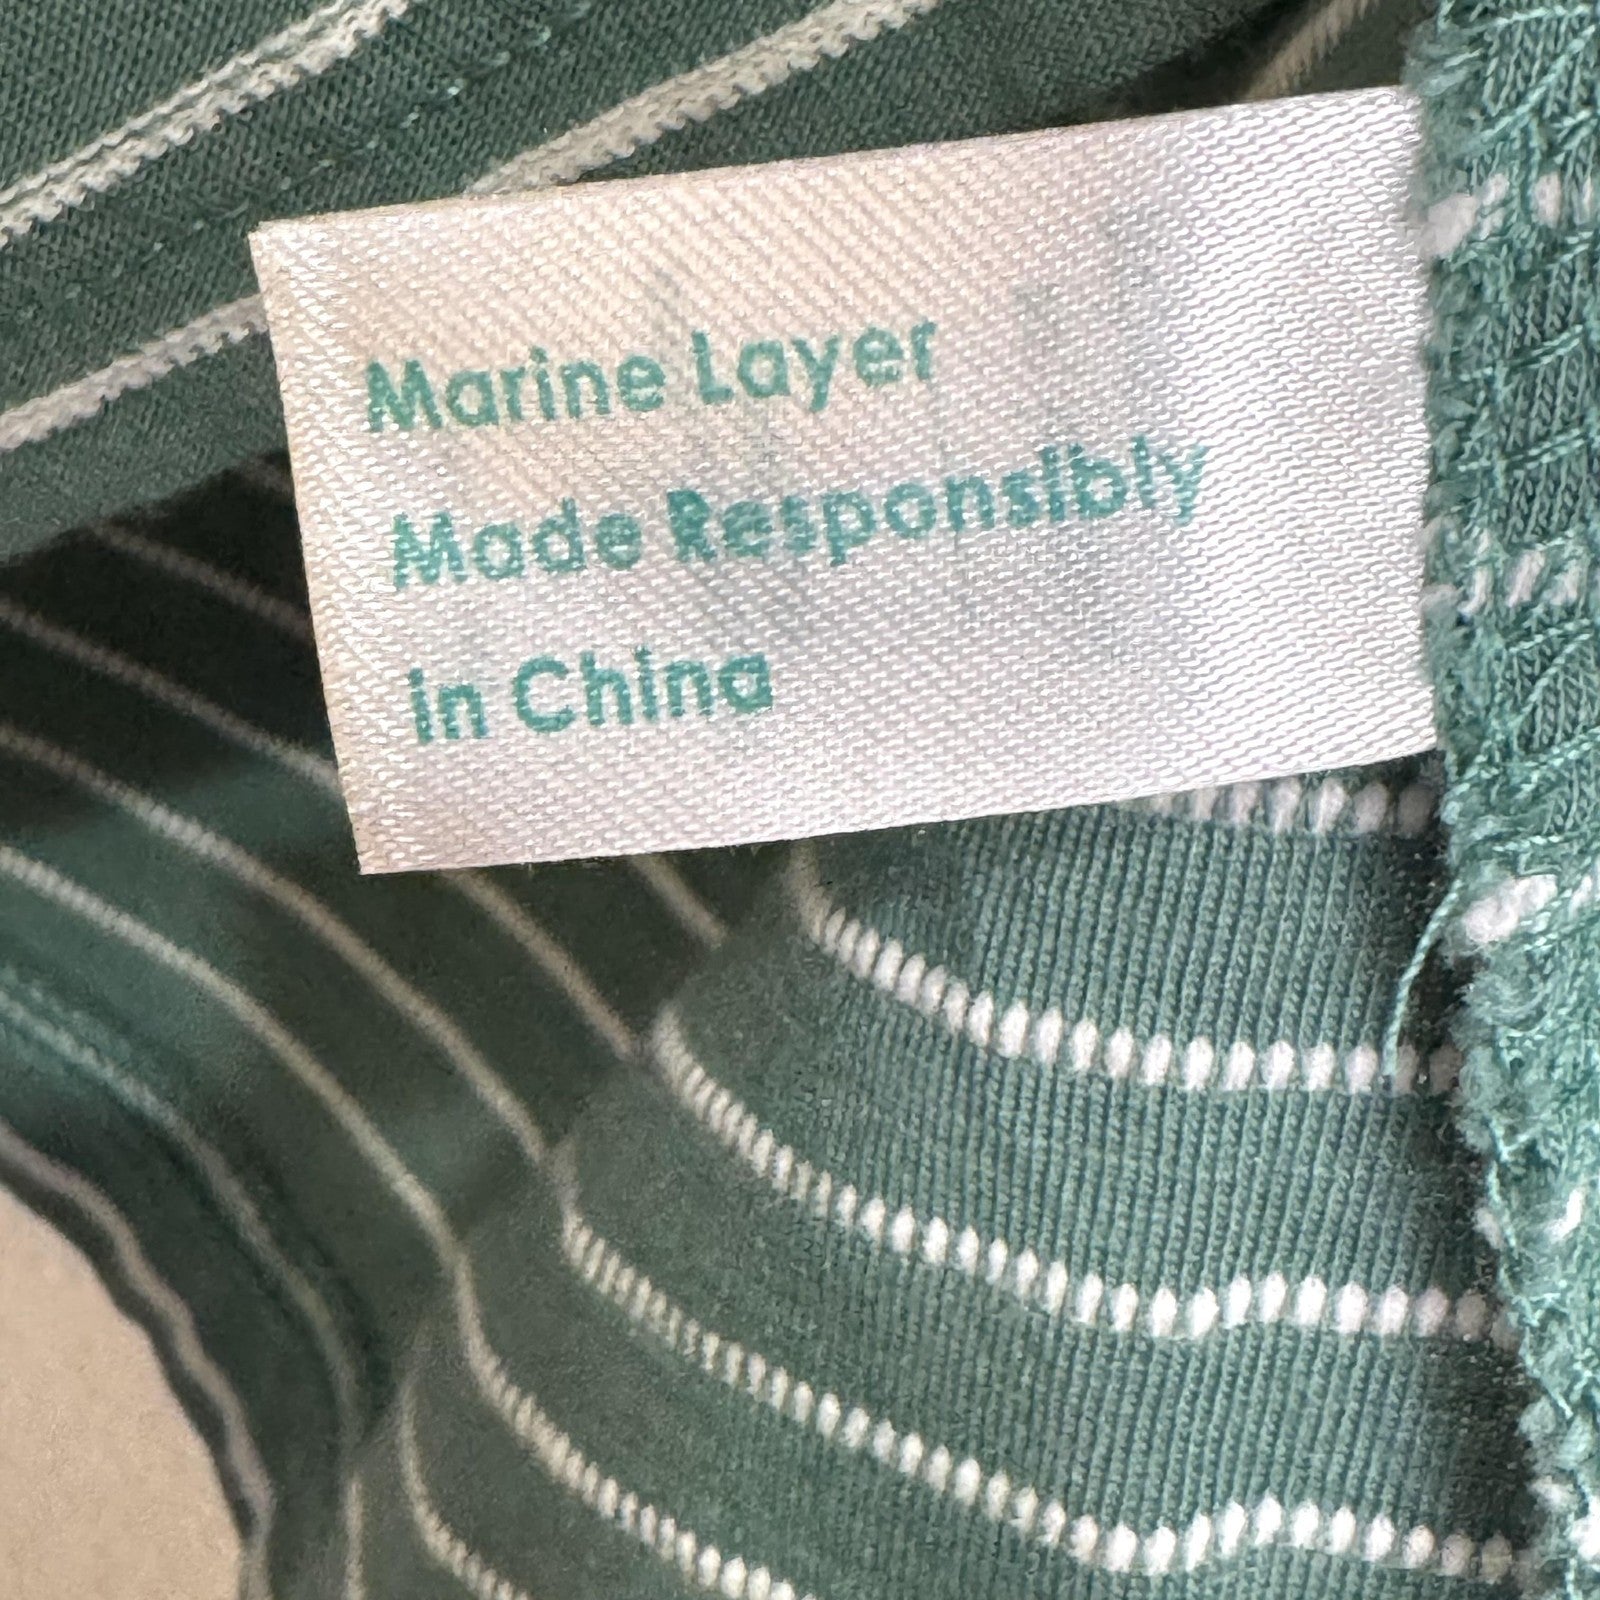 Marine Layer
Made Responsibly
in China